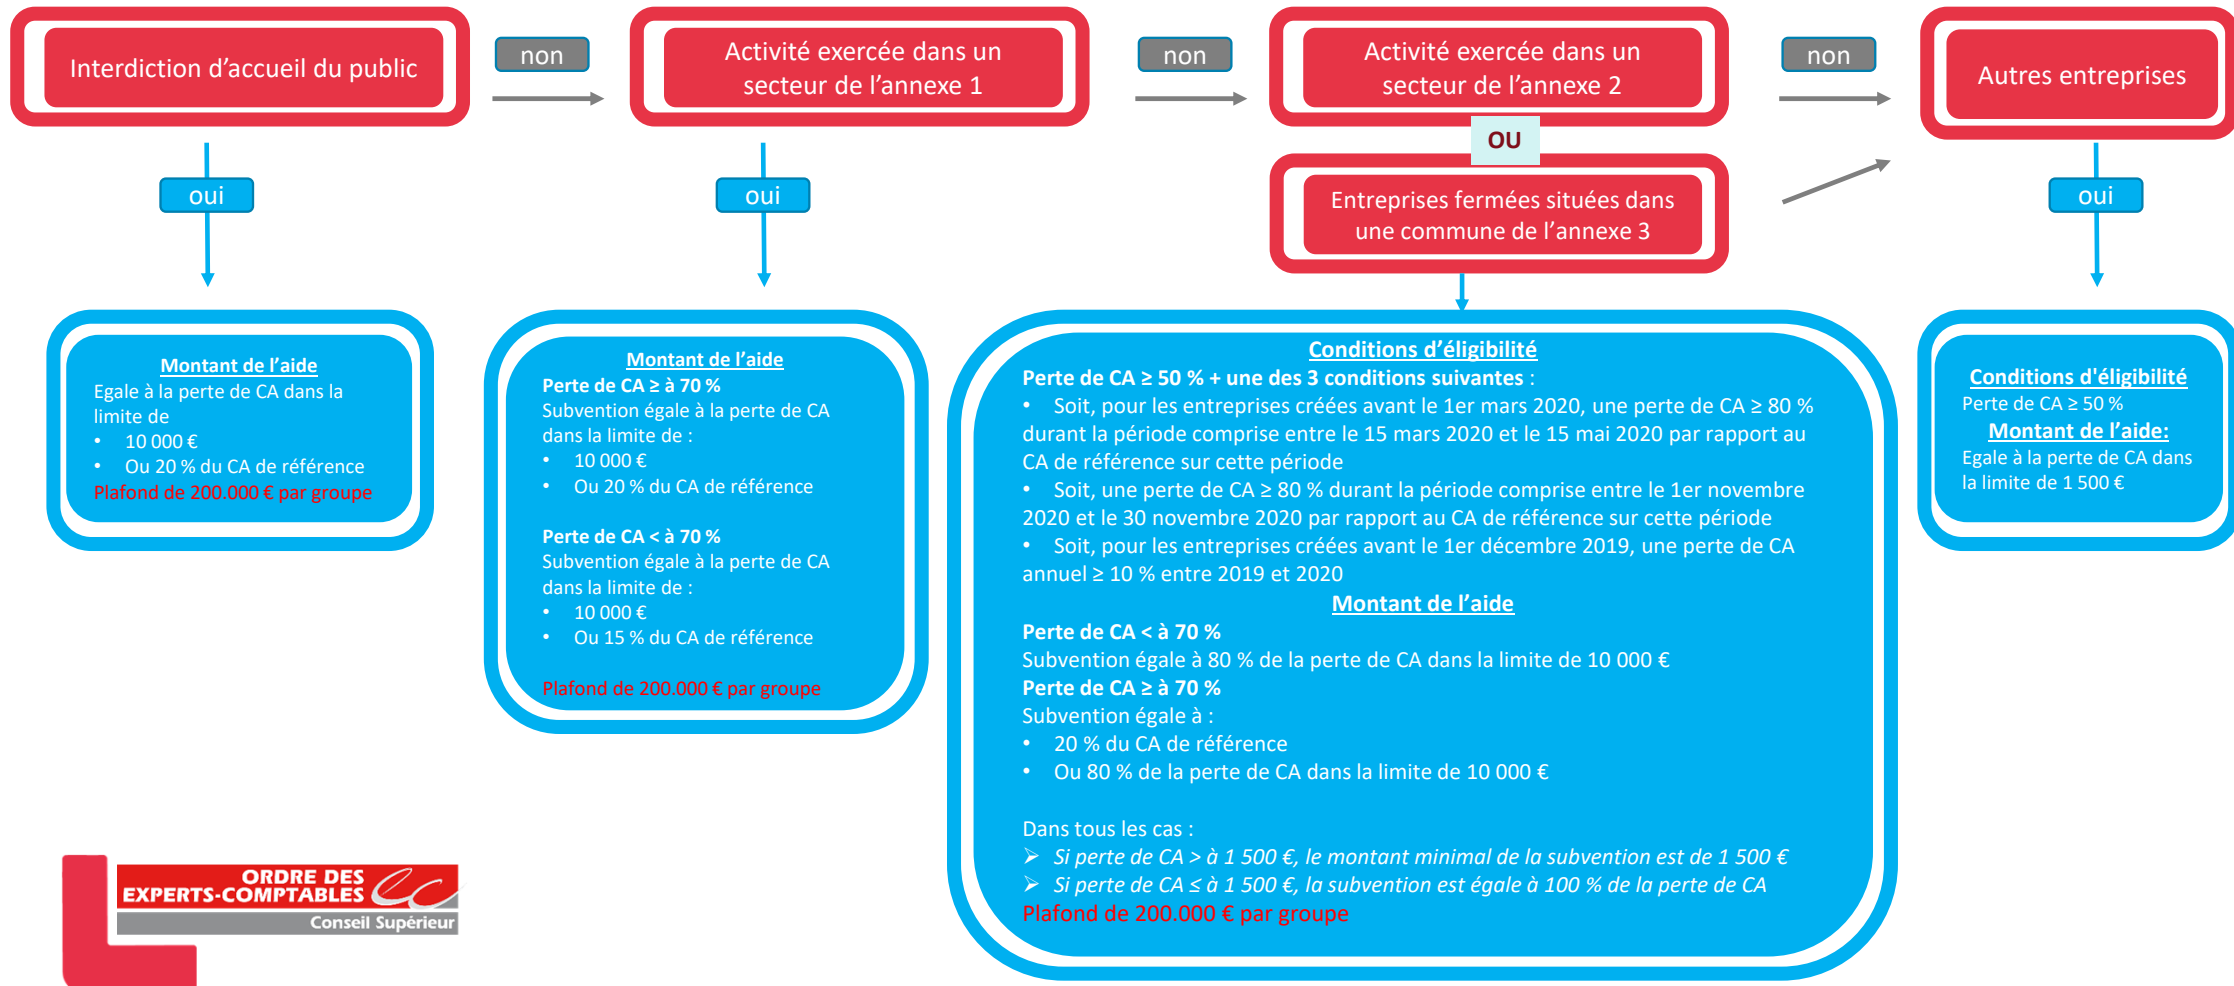 Interdiction d'accueil du public
non
Activité exercée dans un
secteur de l'annexe 1
non
Activité exercée dans un
secteur de l'annexe 2
non
Autres entreprises
OU
Entreprises fermées situées dans
une commune de l'annexe 3
oui
oui
oui
Montant de l'aide
Egale à la perte de CA dans la
limite de
• 10 000 €
• Ou 20 % du CA de référence
Plafond de 200.000 € par groupe
Montant de l'aide
Perte de CA ≥ à 70 %
Subvention égale à la perte de CA
dans la limite de :
• 10 000 €
• Ou 20 % du CA de référence
Perte de CA < à 70 %
Subvention égale à la perte de CA
dans la limite de :
• 10 000 €
• Ou 15 % du CA de référence
Plafond de 200.000 € par groupe
Conditions d'éligibilité
Perte de CA ≥ 50 % + une des 3 conditions suivantes :
• Soit, pour les entreprises créées avant le 1er mars 2020, une perte de CA ≥ 80 %
durant la période comprise entre le 15 mars 2020 et le 15 mai 2020 par rapport au
CA de référence sur cette période
• Soit, une perte de CA ≥ 80 % durant la période comprise entre le 1er novembre
2020 et le 30 novembre 2020 par rapport au CA de référence sur cette période
• Soit, pour les entreprises créées avant le 1er décembre 2019, une perte de CA
annuel ≥ 10 % entre 2019 et 2020
Montant de l'aide
Perte de CA < à 70 %
Subvention égale à 80 % de la perte de CA dans la limite de 10 000 €
Perte de CA ≥ à 70 %
Subvention égale à :
• 20 % du CA de référence
• Ou 80 % de la perte de CA dans la limite de 10 000 €
Dans tous les cas :
➢ Si perte de CA > à 1 500 €, le montant minimal de la subvention est de 1 500 €
➢ Si perte de CA ≤ à 1 500 €, la subvention est égale à 100 % de la perte de CA
Plafond de 200.000 € par groupe
Conditions d'éligibilité
Perte de CA ≥ 50 %
Montant de l'aide:
Egale à la perte de CA dans
la limite de 1 500 €
ORDRE DES
EXPERTS-COMPTABLES
Conseil Supérieur